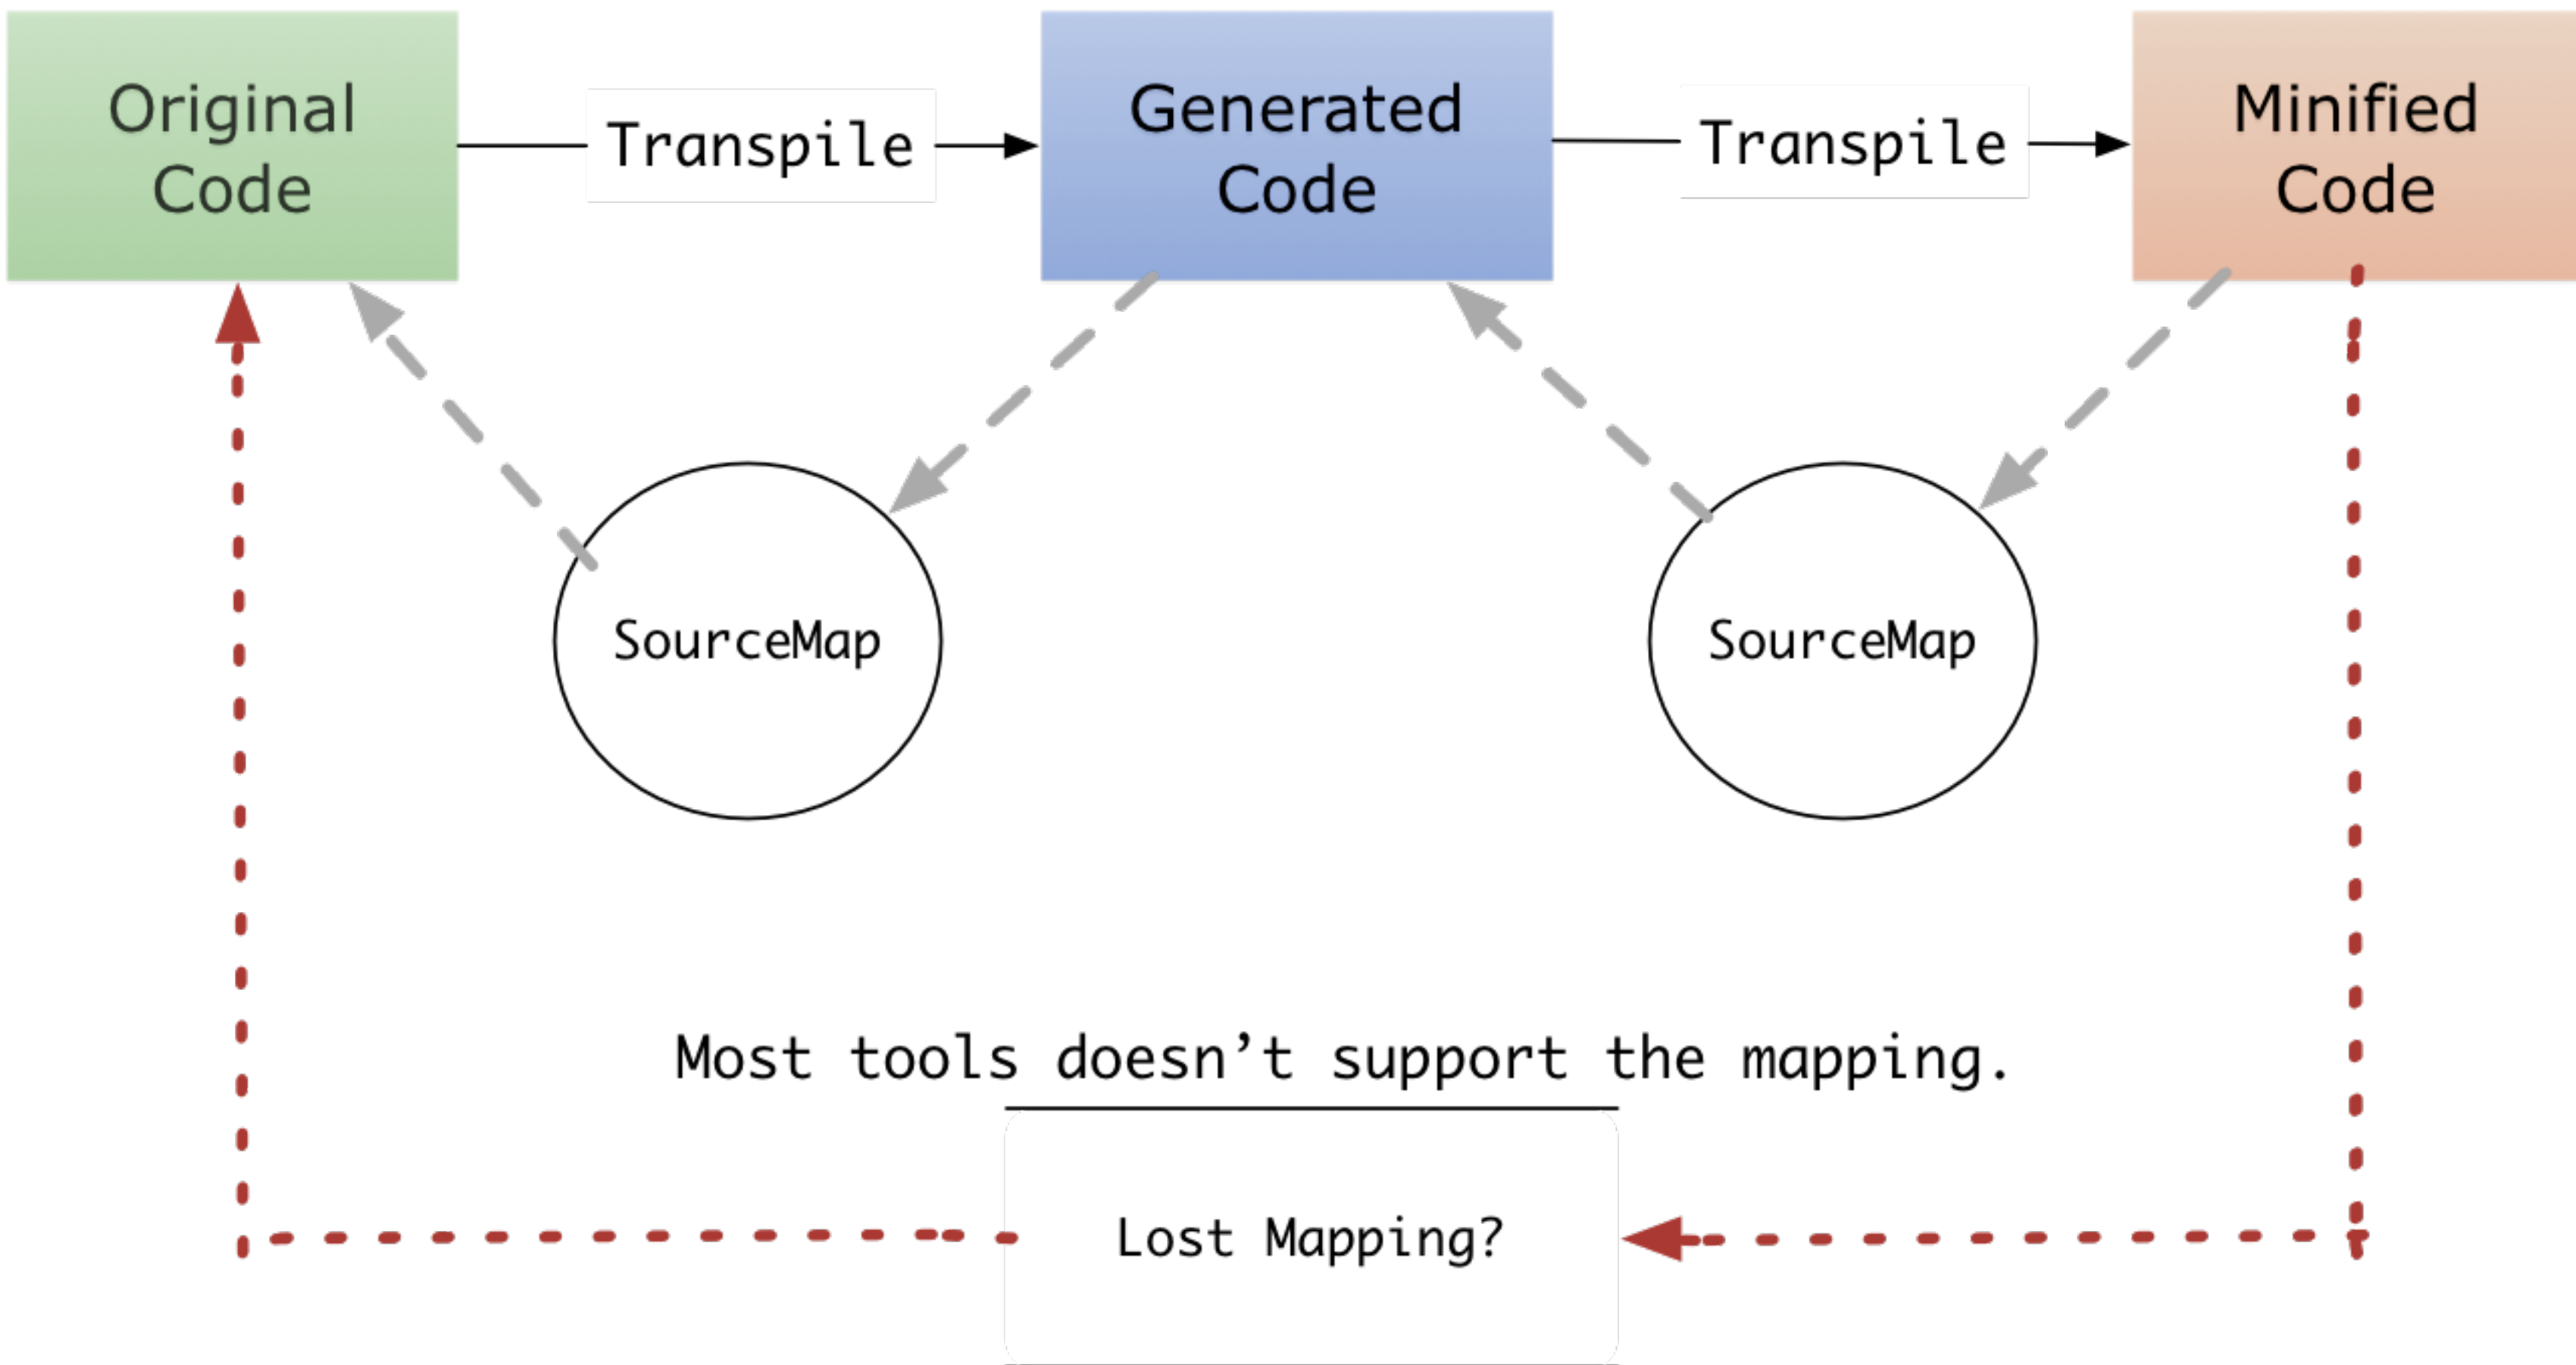 Original
Code
Transpile
Generated
Code
Transpile
Minified
Code
SourceMap
SourceMap
Most tools doesn’t support the mapping.
Lost Mapping?